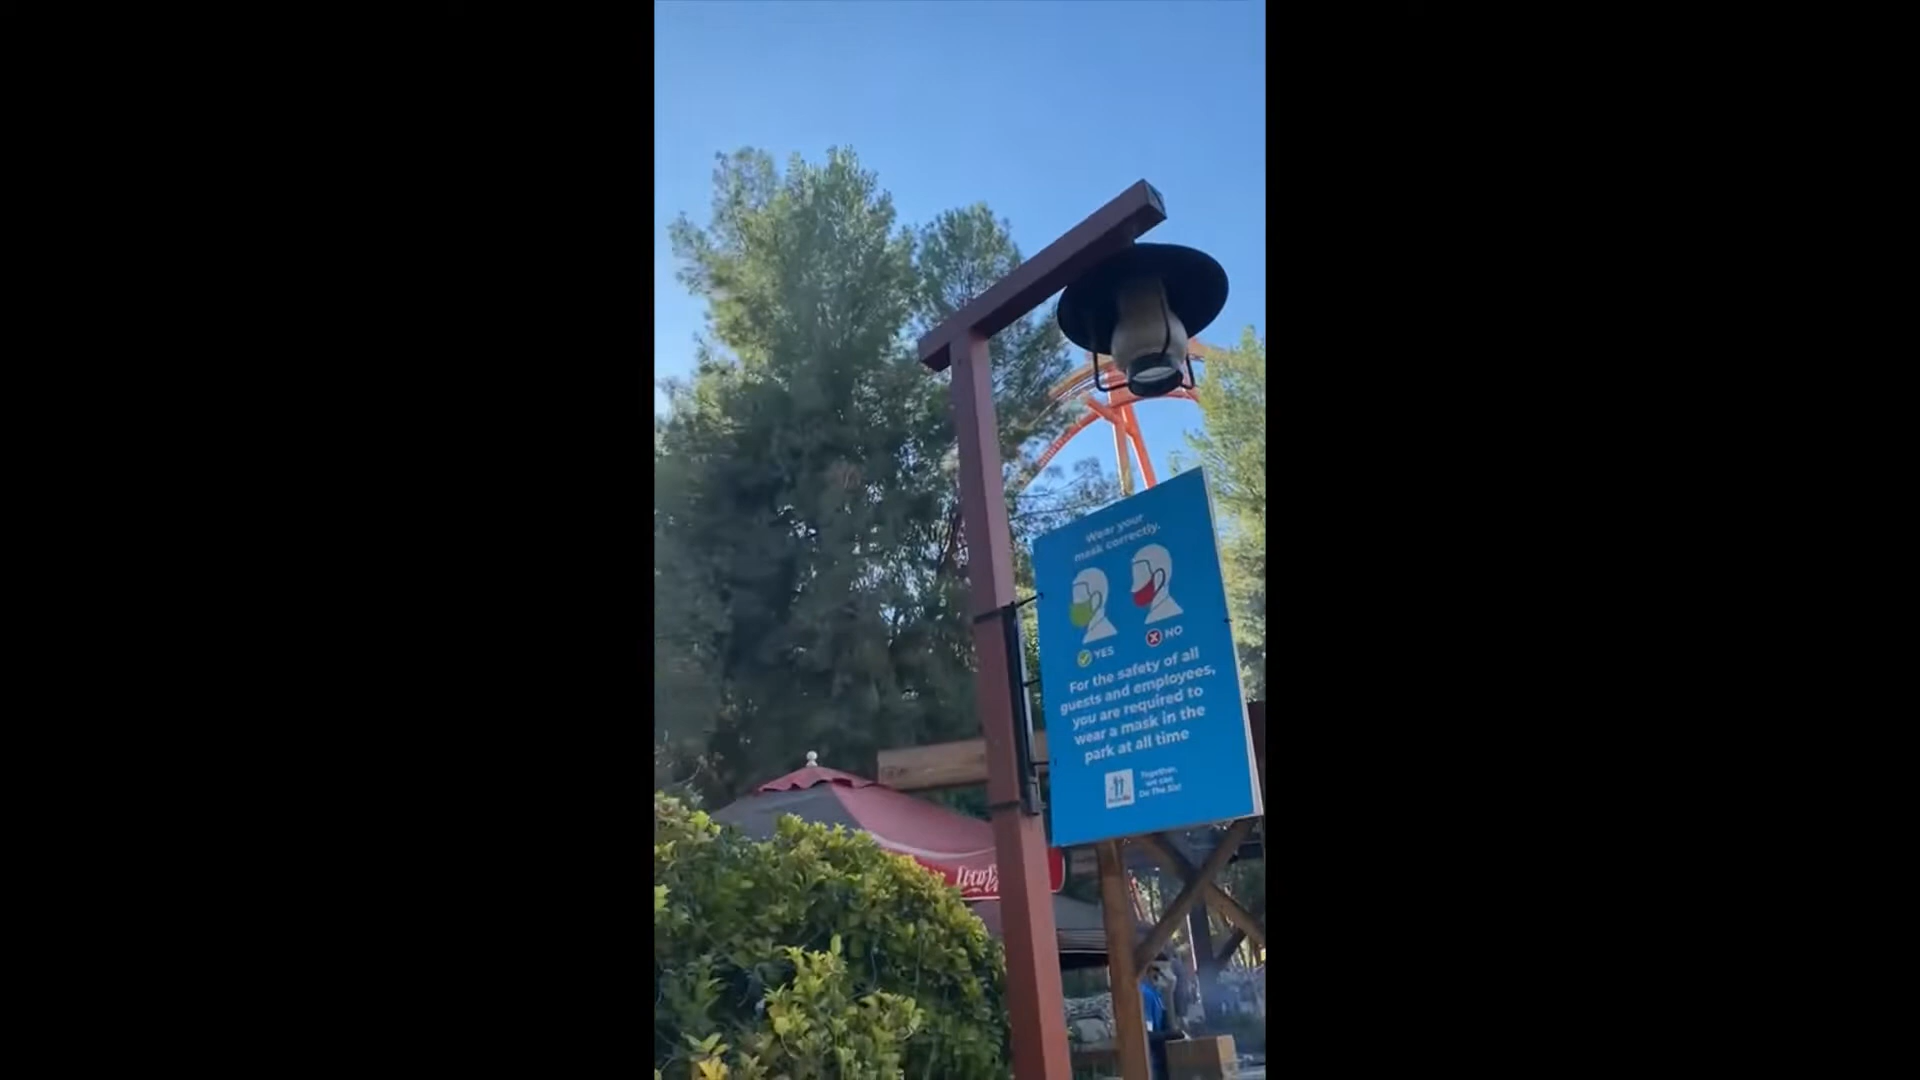 Wear your
mask correctly.
YES
NO
For the safety of all
guests and employees,
you are required to
wear a mask in the
park at all time
Together,
we can
Do The Six!